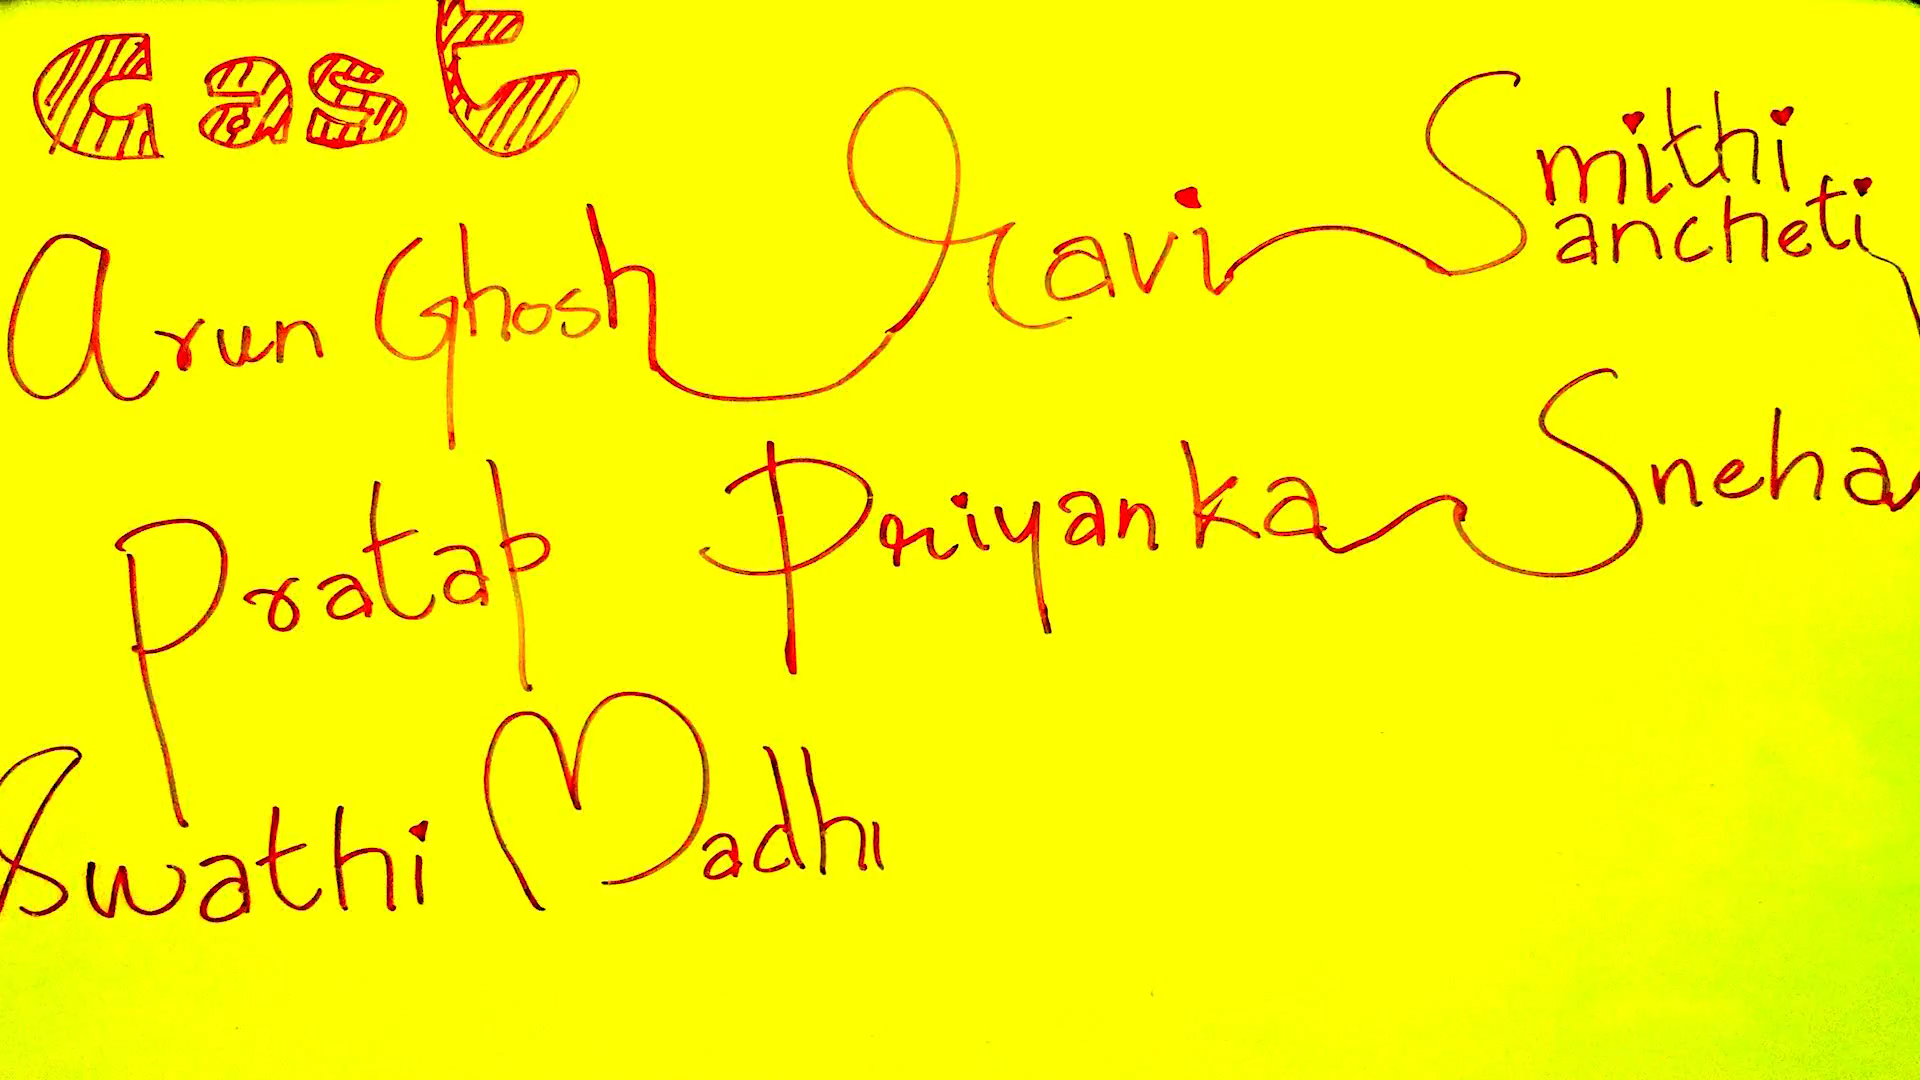 Cast
Arun Ghosh Ravi Smithi
Sancheti
Pratap Priyanka Sneha
Swathi Madhi